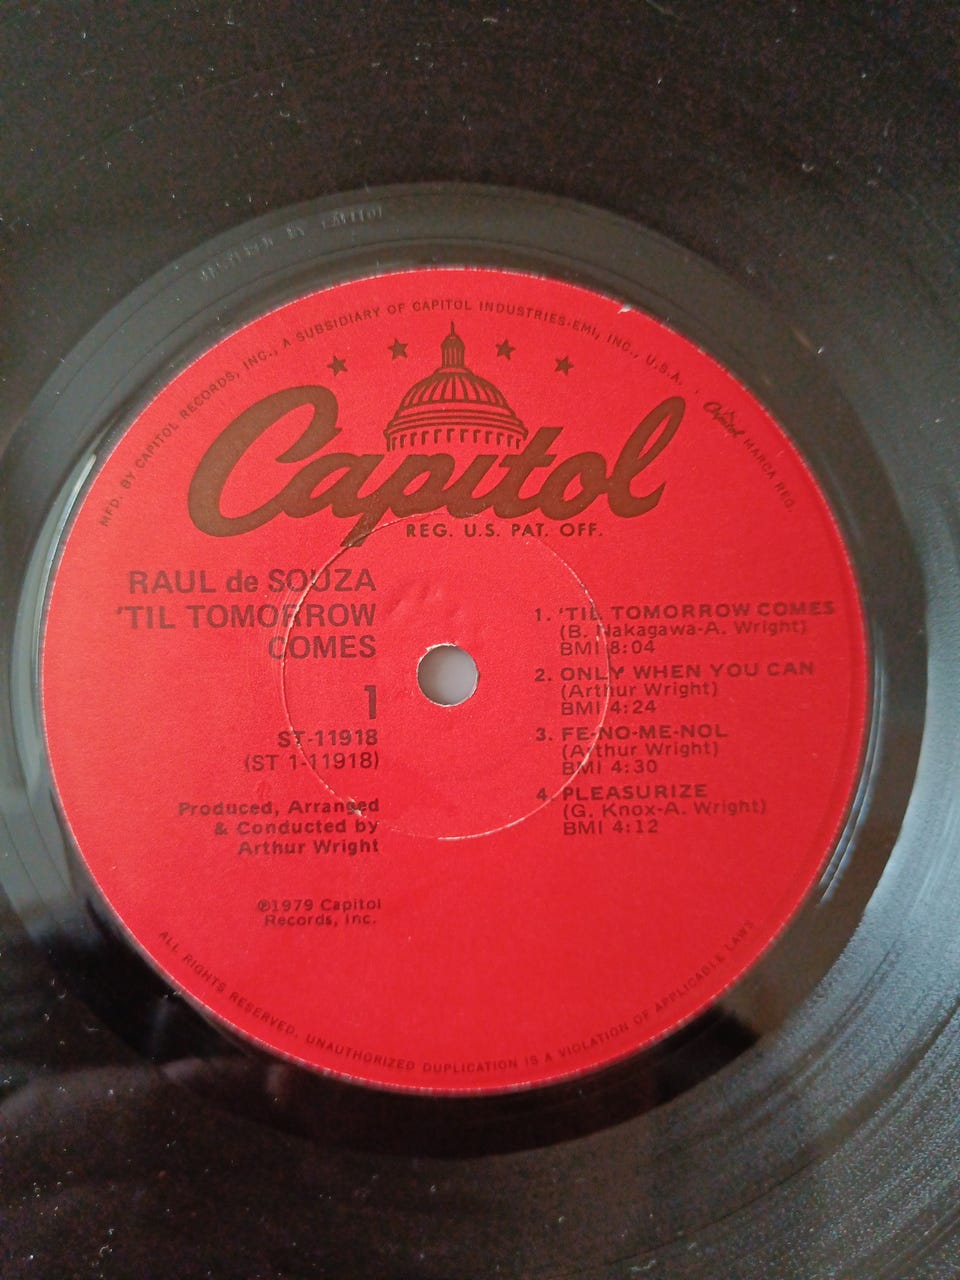 MASTERED BY CAPITOL
MFD. BY CAPITOL RECORDS, INC., A SUBSIDIARY OF CAPITOL INDUSTRIES-EMI, INC., U.S.A.
Capitol MARCA REG.
Capitol
REG. U.S. PAT. OFF.
RAUL de SOUZA
'TIL TOMORROW
COMES
1
ST-11918
(ST 1-11918)
Produced, Arranged
& Conducted by
Arthur Wright
℗1979 Capitol
Records, Inc.
1. 'TIL TOMORROW COMES
(B. Nakagawa-A. Wright)
BMI 8:04
2. ONLY WHEN YOU CAN
(Arthur Wright)
BMI 4:24
3. FE-NO-ME-NOL
(Arthur Wright)
BMI 4:30
4. PLEASURIZE
(G. Knox-A. Wright)
BMI 4:12
ALL RIGHTS RESERVED. UNAUTHORIZED DUPLICATION IS A VIOLATION OF APPLICABLE LAWS